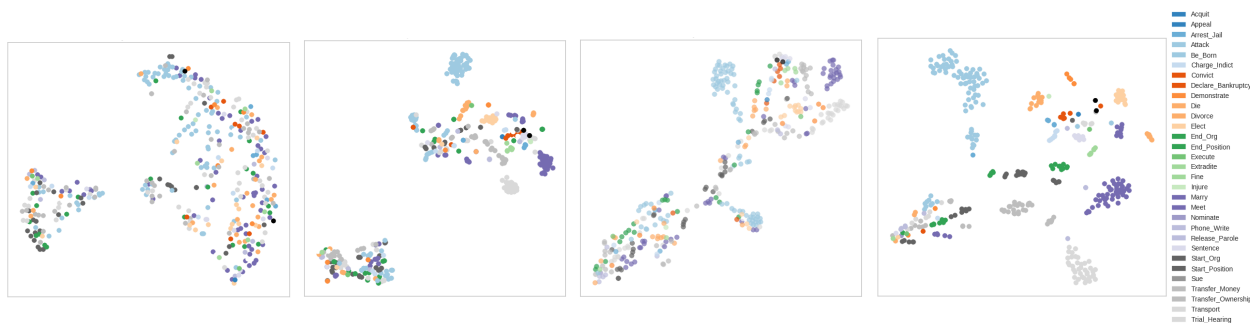 Acquit
Appeal
Arrest_Jail
Attack
Be_Born
Charge_Indict
Convict
Declare_Bankruptcy
Demonstrate
Die
Divorce
Elect
End_Org
End_Position
Execute
Extradite
Fine
Injure
Marry
Meet
Nominate
Phone_Write
Release_Parole
Sentence
Start_Org
Start_Position
Sue
Transfer_Money
Transfer_Ownership
Transport
Trial_Hearing